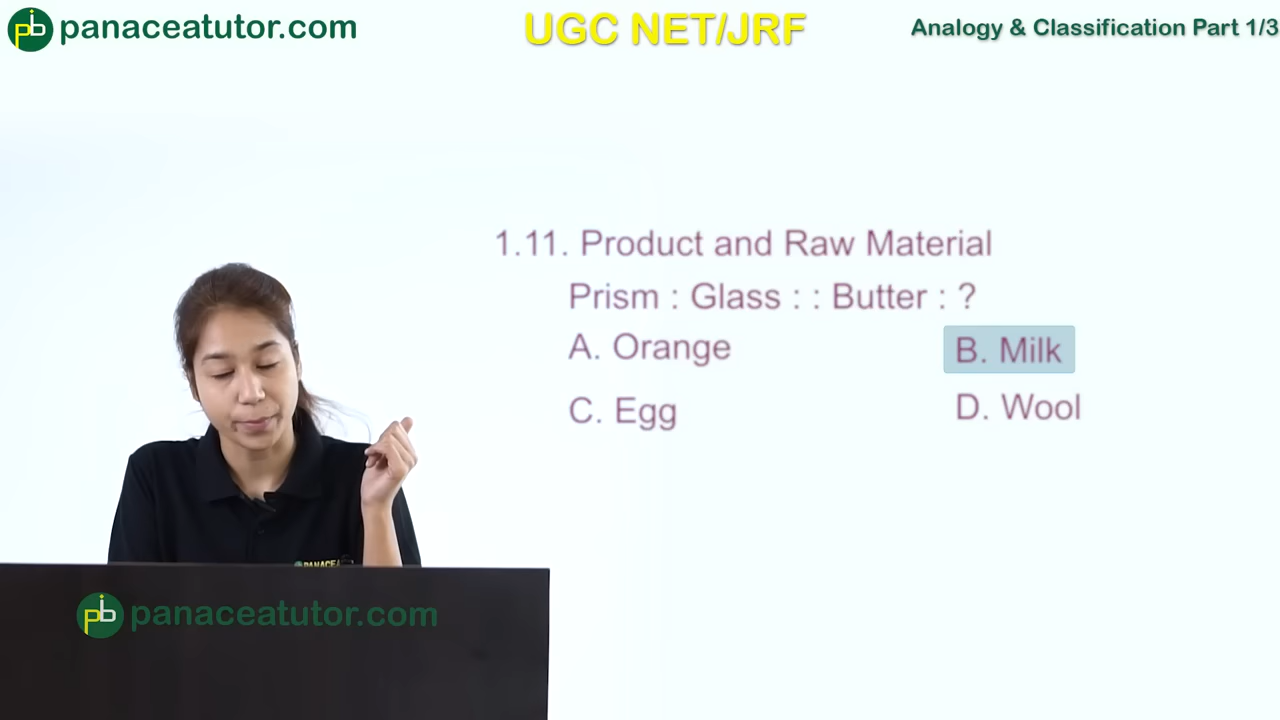 panaceatutor.com
UGC NET/JRF
Analogy & Classification Part 1/3
1.11. Product and Raw Material
Prism : Glass : : Butter : ?
A. Orange
B. Milk
C. Egg
D. Wool
PANACEA
panaceatutor.com